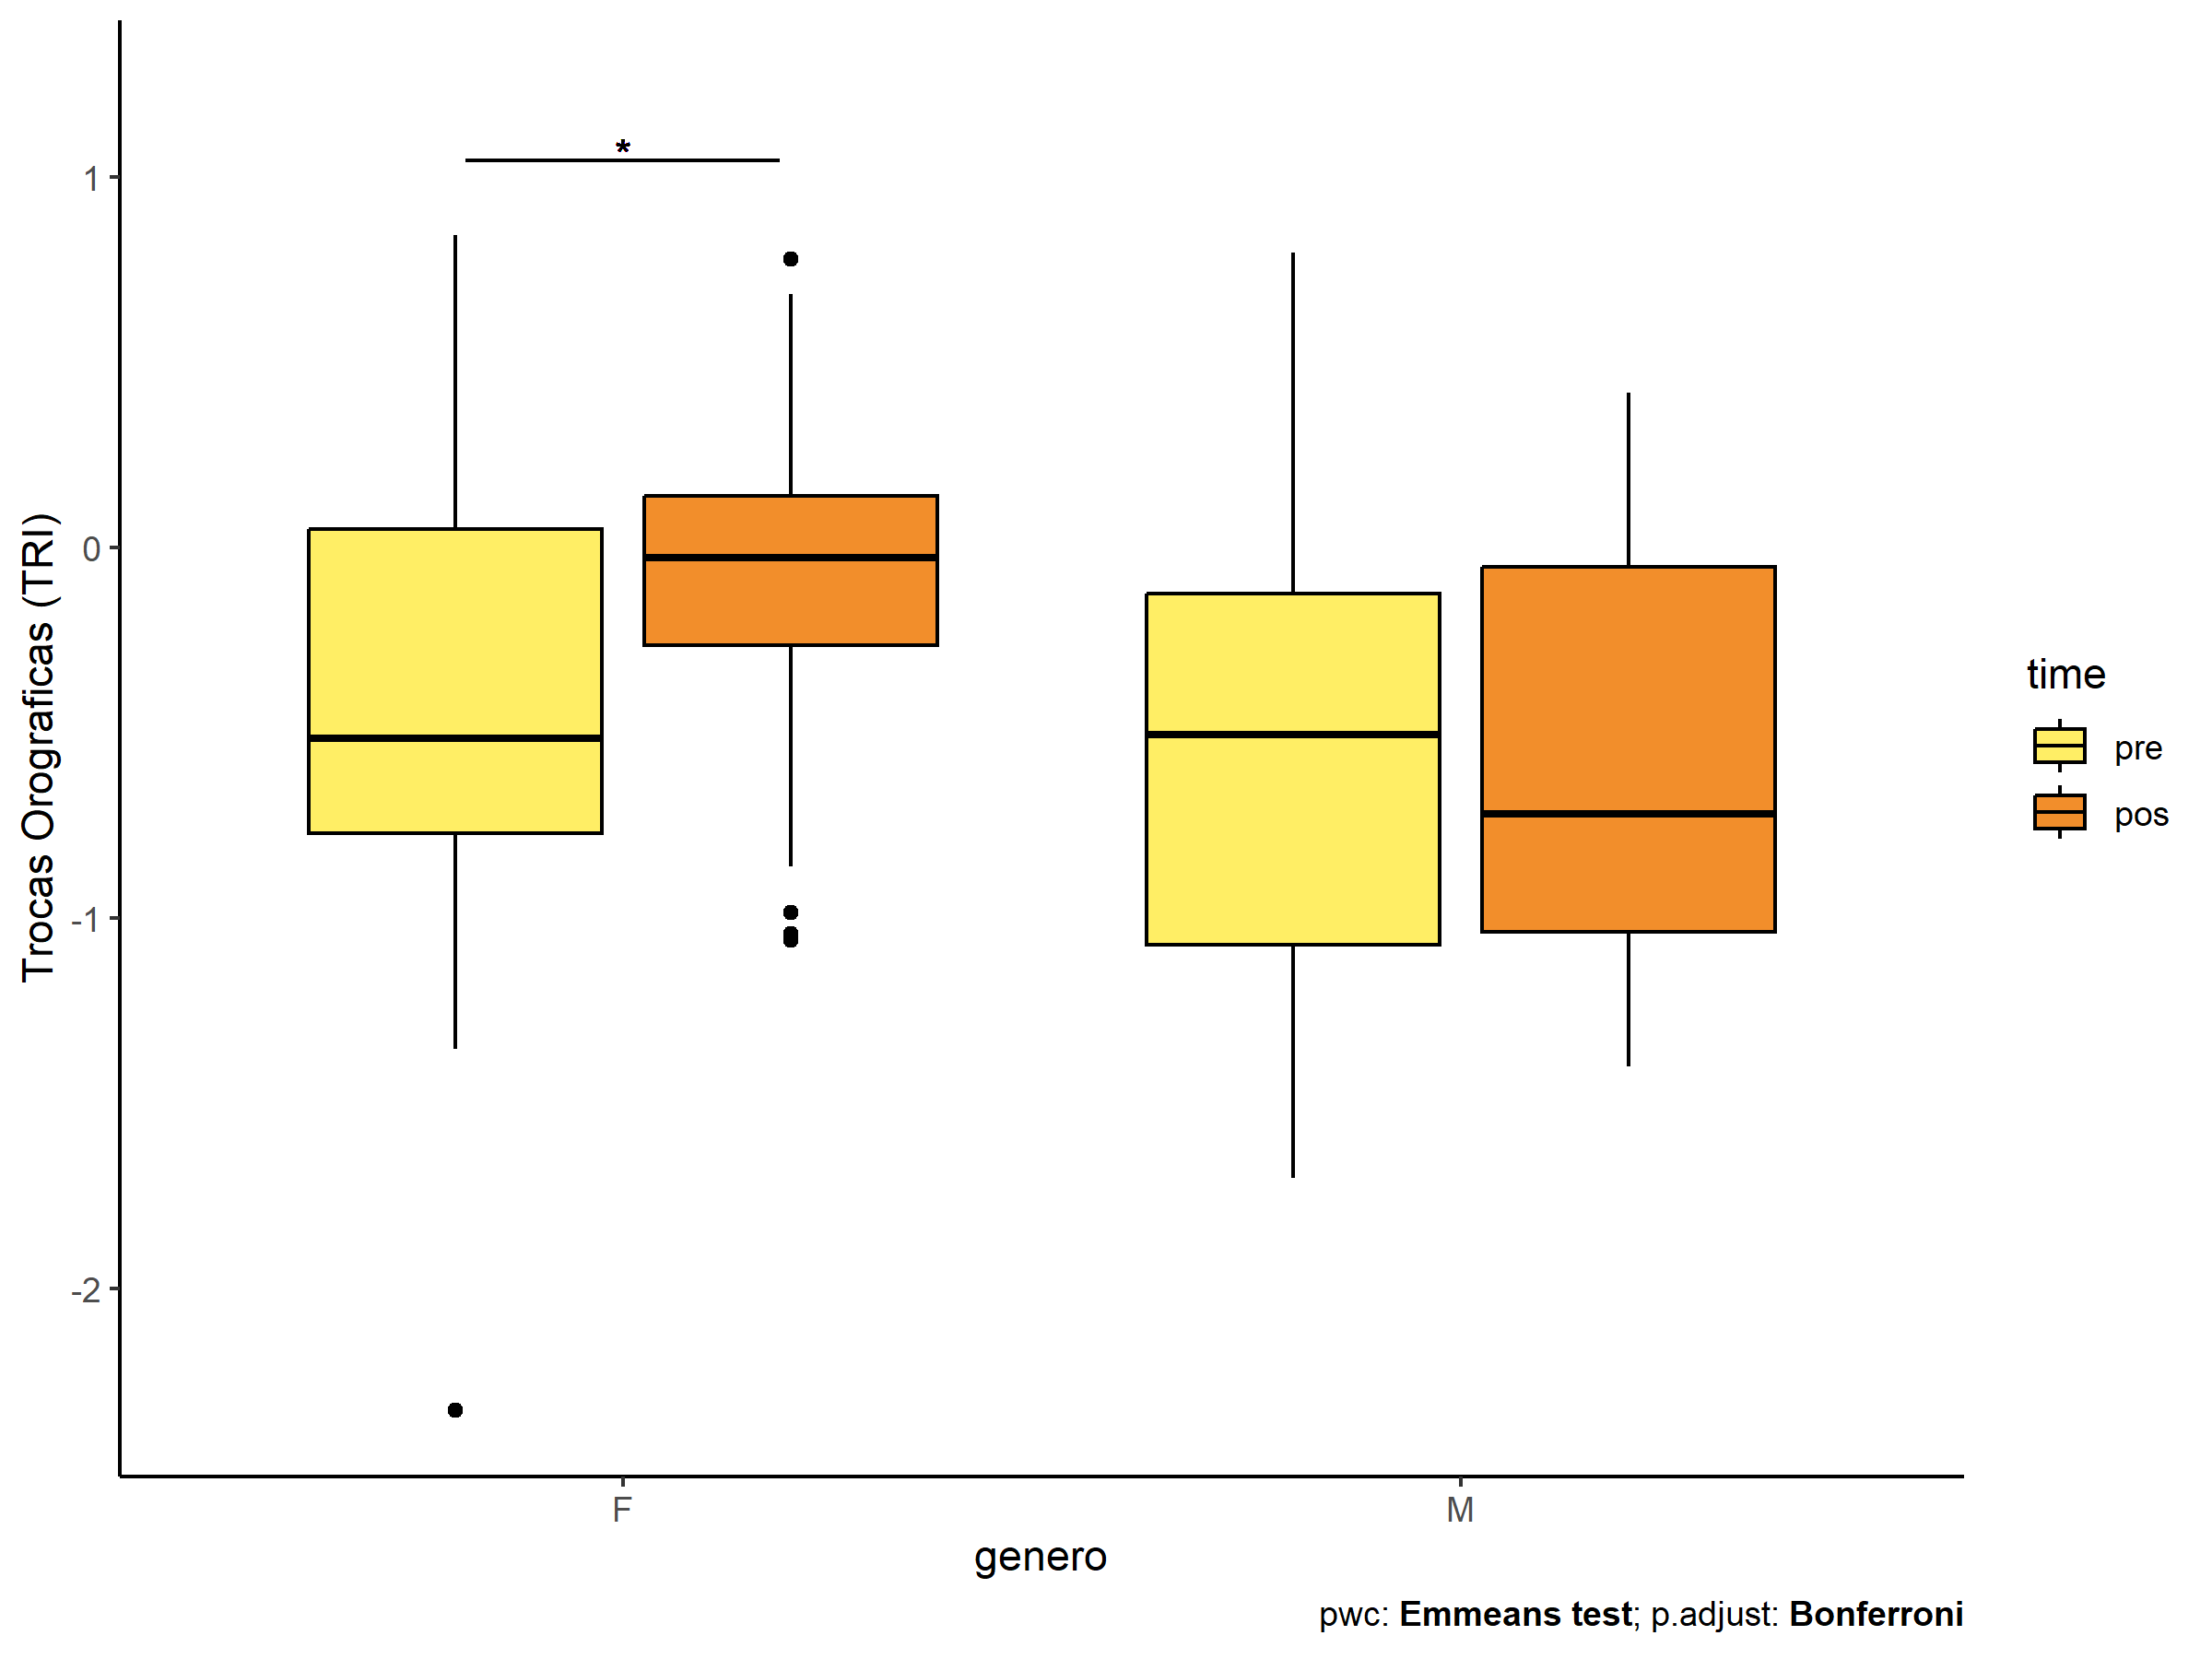 Trocas Orograficas (TRI)
1
0
-1
-2
*
F
M
genero
time
pre
pos
pwc: Emmeans test; p.adjust: Bonferroni